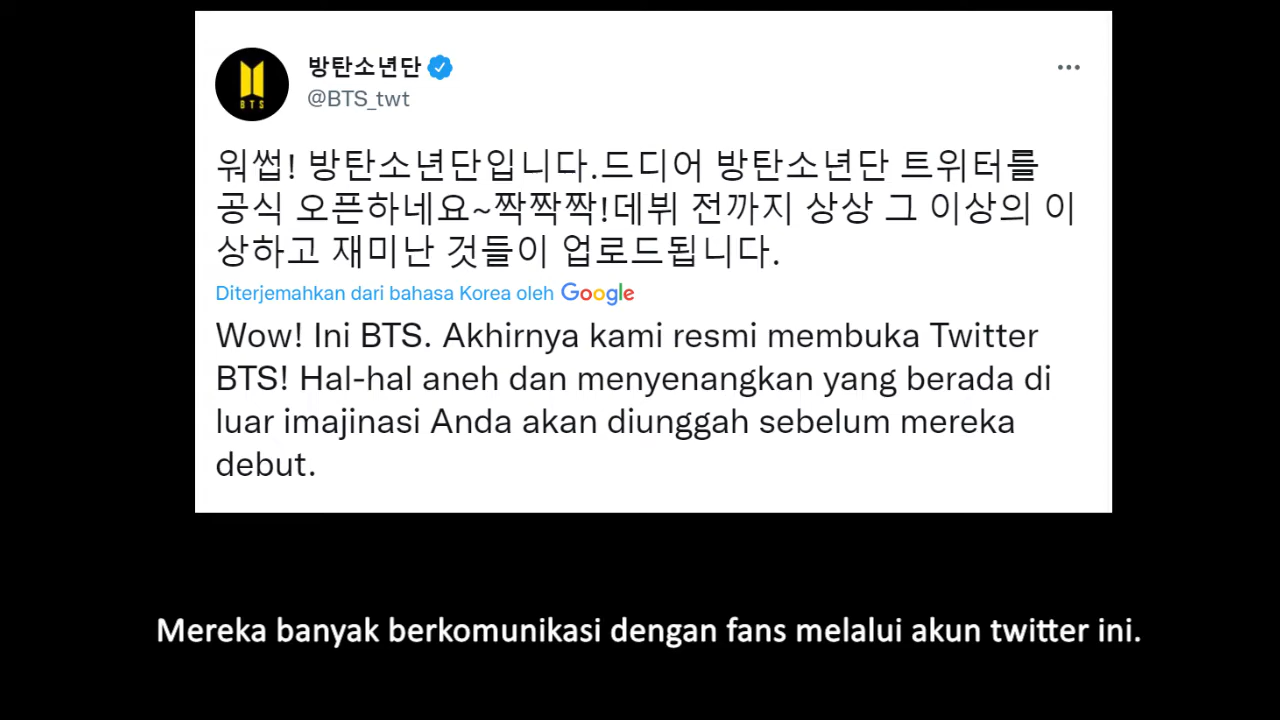 방탄소년단
@BTS_twt
BTS
워썹! 방탄소년단입니다.드디어 방탄소년단 트위터를
공식 오픈하네요~짝짝짝!데뷔 전까지 상상 그 이상의 이
상하고 재미난 것들이 업로드됩니다.
Diterjemahkan dari bahasa Korea oleh Google
Wow! Ini BTS. Akhirnya kami resmi membuka Twitter
BTS! Hal-hal aneh dan menyenangkan yang berada di
luar imajinasi Anda akan diunggah sebelum mereka
debut.
Mereka banyak berkomunikasi dengan fans melalui akun twitter ini.